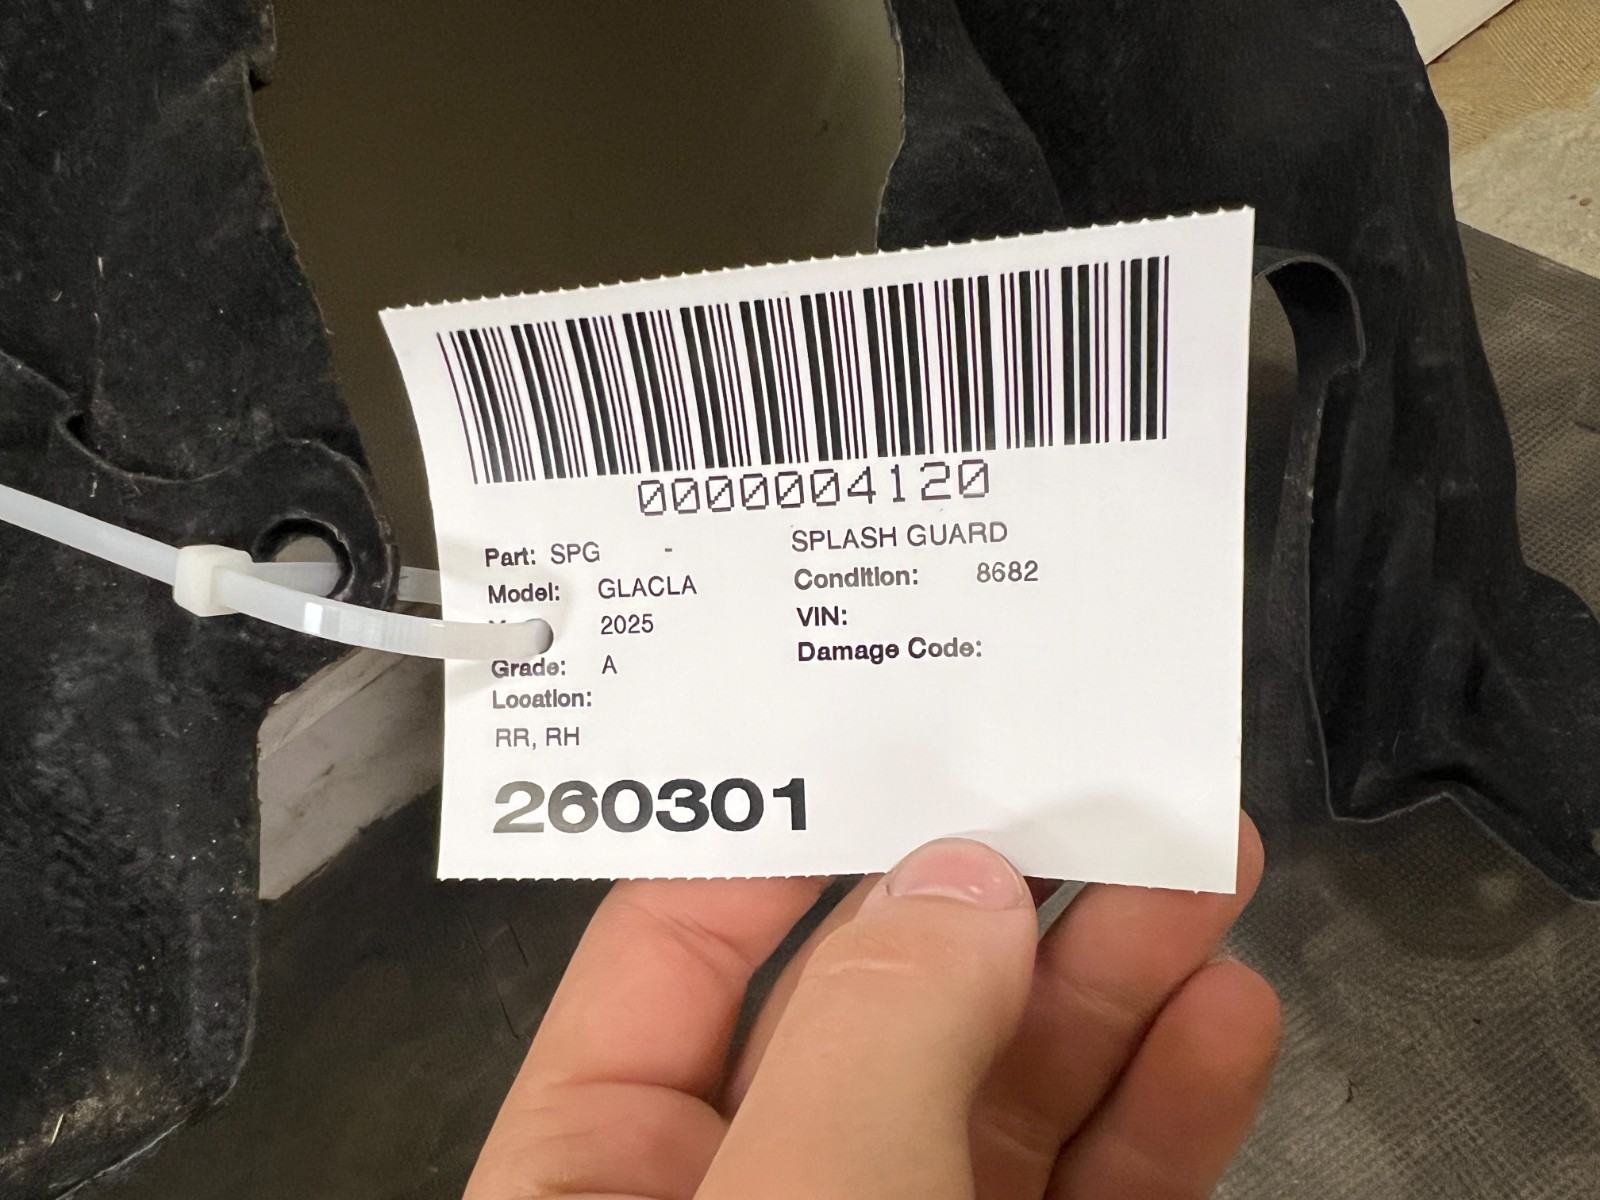 0000004120
Part: SPG - SPLASH GUARD
Model: GLACLA Condition: 8682
2025 VIN:
Grade: A Damage Code:
Location:
RR, RH
260301